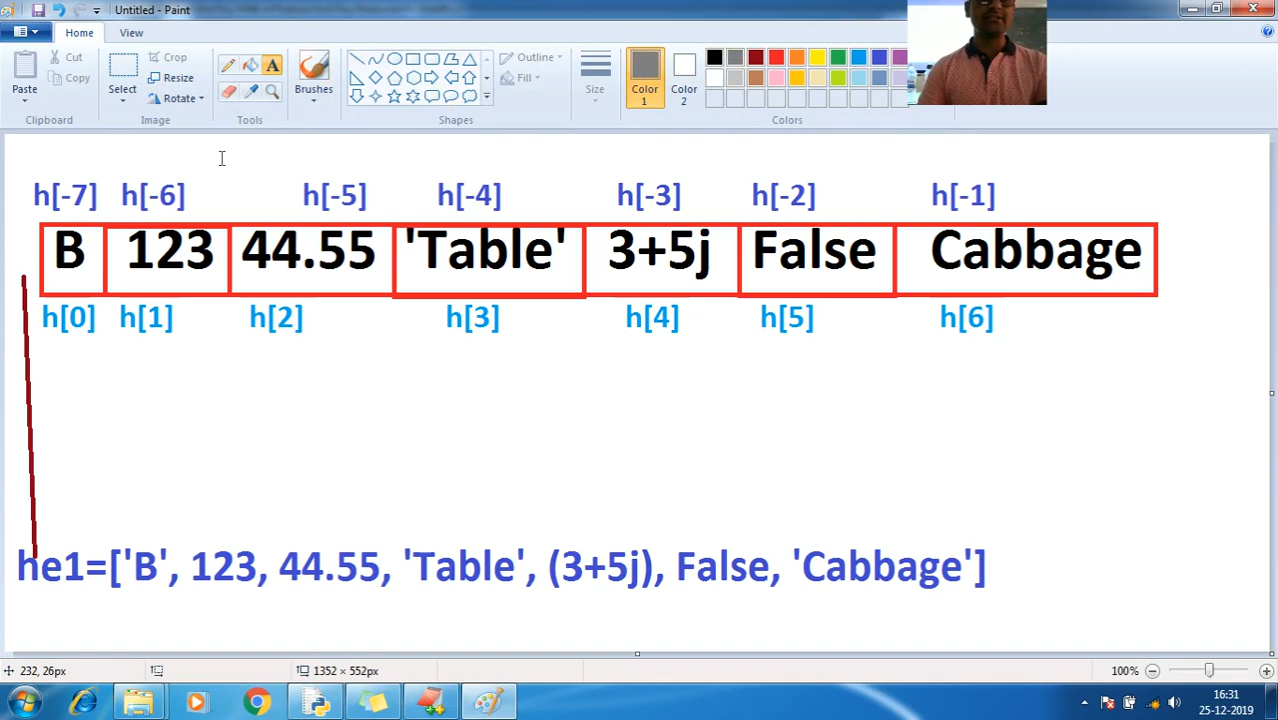 Untitled - Paint
Home View
Paste
Cut
Copy
Clipboard
Select
Crop
Resize
Rotate
Image
Tools
Brushes
Outline
Fill
Shapes
Size
Color 1
Color 2
Colors
h[-7] h[-6] h[-5] h[-4] h[-3] h[-2] h[-1]
B 123 44.55 'Table' 3+5j False Cabbage
h[0] h[1] h[2] h[3] h[4] h[5] h[6]
he1=['B', 123, 44.55, 'Table', (3+5j), False, 'Cabbage']
232, 26px 1352 × 552px 100%
16:31
25-12-2019